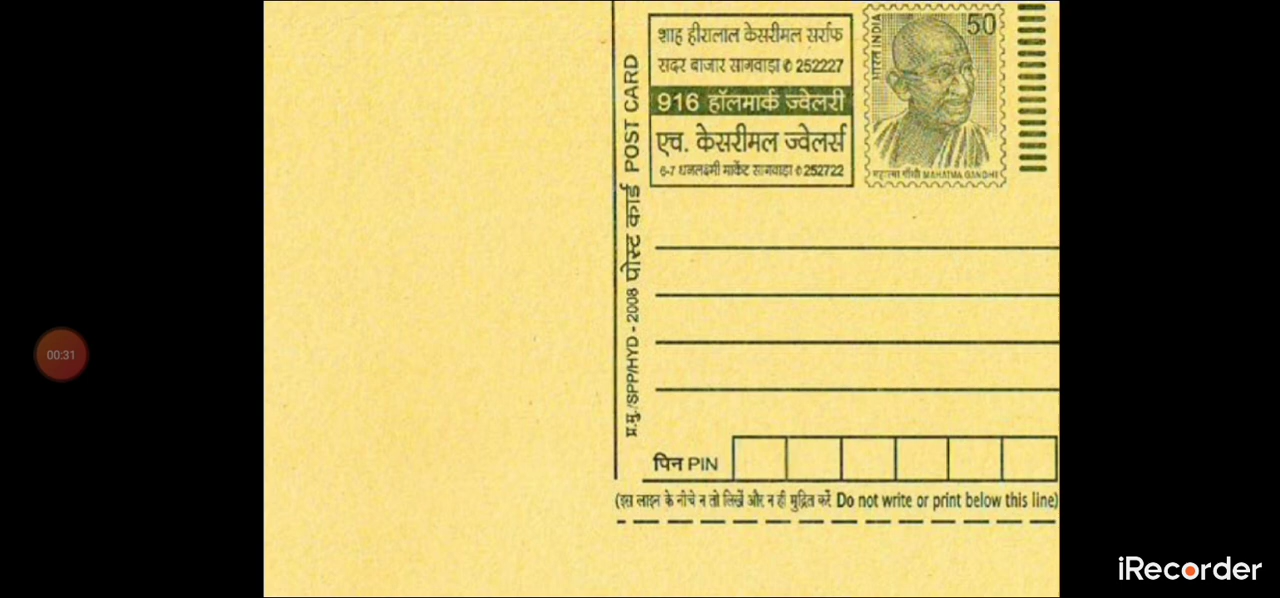 शाह हीरालाल केसरीमल सर्राफ
सदर बाजार सागवाड़ा ✆ 252227
916 हॉलमार्क ज्वेलरी
एच. केसरीमल ज्वेलर्स
6-7 धनलक्ष्मी मार्केट सागवाड़ा ✆ 252722
50
भारत INDIA
महात्मा गाँधी MAHATMA GANDHI
प्र.मु./SPP/HYD - 2008 पोस्ट कार्ड POST CARD
00:31
पिन PIN
(इस लाइन के नीचे न तो लिखें और न ही मुद्रित करें Do not write or print below this line)
iRecorder